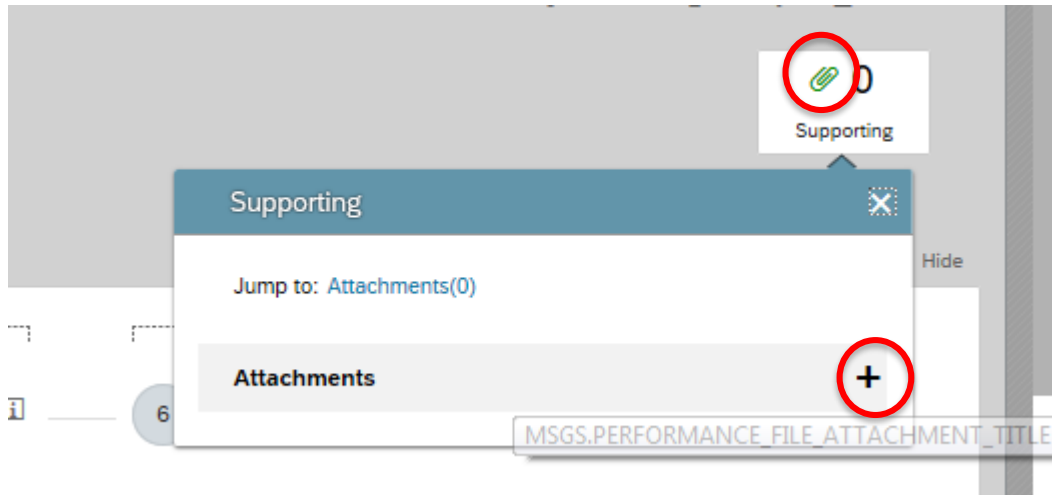 0
Supporting
Supporting
Hide
Jump to: Attachments(0)
Attachments
6
MSGS.PERFORMANCE_FILE_ATTACHMENT_TITLE